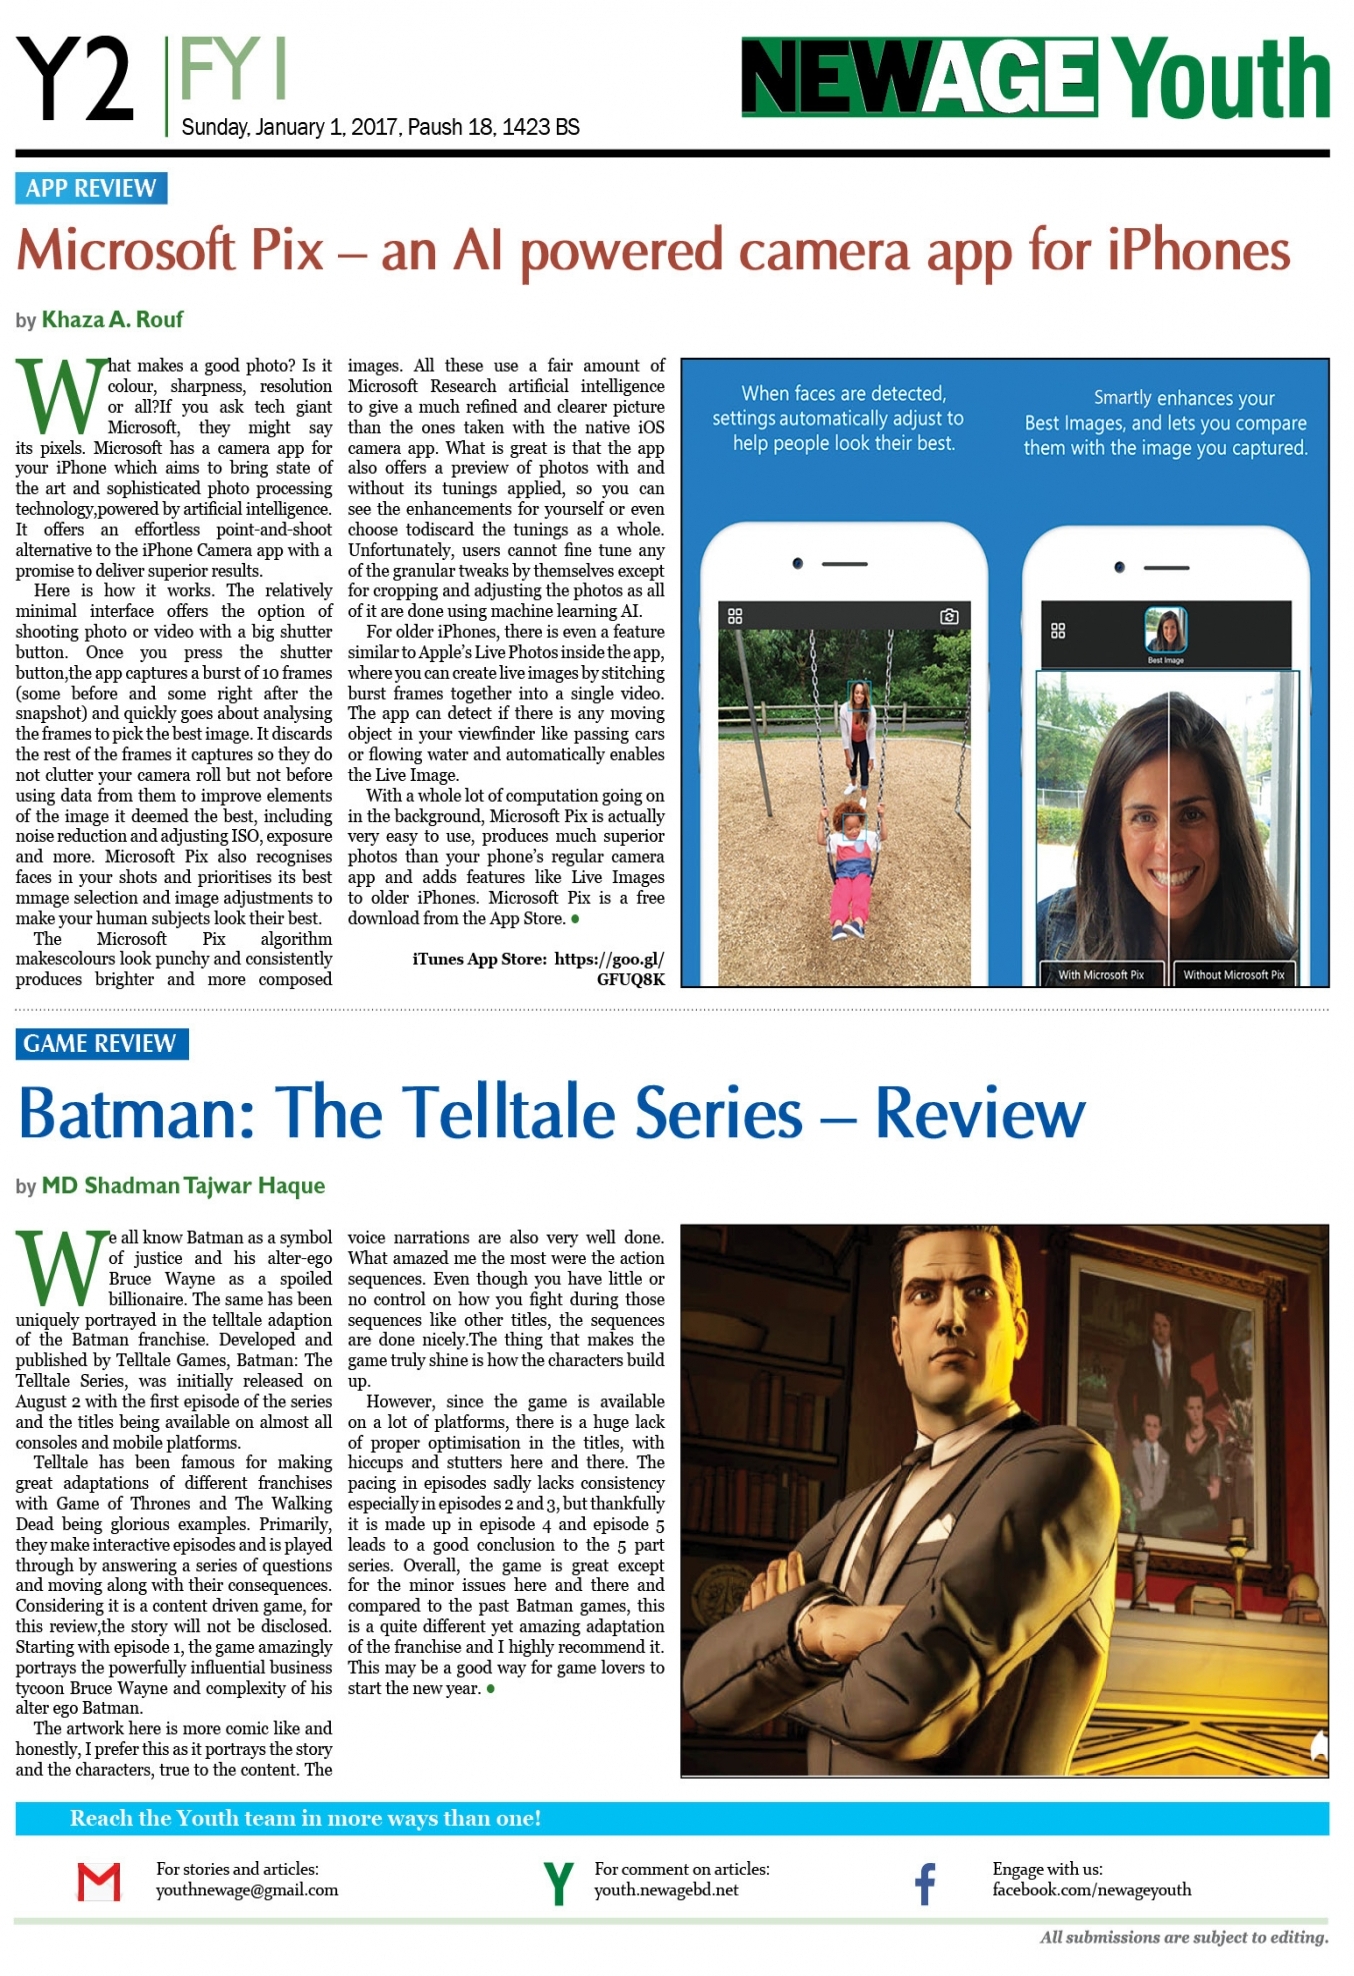 Y2
FYI
Sunday, January 1, 2017, Paush 18, 1423 BS
NEWAGE Youth
APP REVIEW
Microsoft Pix – an AI powered camera app for iPhones
by Khaza A. Rouf
What makes a good photo? Is it
colour, sharpness, resolution
or all?If you ask tech giant
Microsoft, they might say
its pixels. Microsoft has a camera app for
your iPhone which aims to bring state of
the art and sophisticated photo processing
technology,powered by artificial intelligence.
It offers an effortless point-and-shoot
alternative to the iPhone Camera app with a
promise to deliver superior results.
Here is how it works. The relatively
minimal interface offers the option of
shooting photo or video with a big shutter
button. Once you press the shutter
button,the app captures a burst of 10 frames
(some before and some right after the
snapshot) and quickly goes about analysing
the frames to pick the best image. It discards
the rest of the frames it captures so they do
not clutter your camera roll but not before
using data from them to improve elements
of the image it deemed the best, including
noise reduction and adjusting ISO, exposure
and more. Microsoft Pix also recognises
faces in your shots and prioritises its best
mmage selection and image adjustments to
make your human subjects look their best.
The Microsoft Pix algorithm
makescolours look punchy and consistently
produces brighter and more composed
images. All these use a fair amount of
Microsoft Research artificial intelligence
to give a much refined and clearer picture
than the ones taken with the native iOS
camera app. What is great is that the app
also offers a preview of photos with and
without its tunings applied, so you can
see the enhancements for yourself or even
choose todiscard the tunings as a whole.
Unfortunately, users cannot fine tune any
of the granular tweaks by themselves except
for cropping and adjusting the photos as all
of it are done using machine learning AI.
For older iPhones, there is even a feature
similar to Apple's Live Photos inside the app,
where you can create live images by stitching
burst frames together into a single video.
The app can detect if there is any moving
object in your viewfinder like passing cars
or flowing water and automatically enables
the Live Image.
With a whole lot of computation going on
in the background, Microsoft Pix is actually
very easy to use, produces much superior
photos than your phone's regular camera
app and adds features like Live Images
to older iPhones. Microsoft Pix is a free
download from the App Store. •
iTunes App Store: https://goo.gl/
GFUQ8K
When faces are detected,
settings automatically adjust to
help people look their best.
Smartly enhances your
Best Images, and lets you compare
them with the image you captured.
Best Image
With Microsoft Pix
Without Microsoft Pix
GAME REVIEW
Batman: The Telltale Series – Review
by MD Shadman Tajwar Haque
We all know Batman as a symbol
of justice and his alter-ego
Bruce Wayne as a spoiled
billionaire. The same has been
uniquely portrayed in the telltale adaption
of the Batman franchise. Developed and
published by Telltale Games, Batman: The
Telltale Series, was initially released on
August 2 with the first episode of the series
and the titles being available on almost all
consoles and mobile platforms.
Telltale has been famous for making
great adaptations of different franchises
with Game of Thrones and The Walking
Dead being glorious examples. Primarily,
they make interactive episodes and is played
through by answering a series of questions
and moving along with their consequences.
Considering it is a content driven game, for
this review,the story will not be disclosed.
Starting with episode 1, the game amazingly
portrays the powerfully influential business
tycoon Bruce Wayne and complexity of his
alter ego Batman.
The artwork here is more comic like and
honestly, I prefer this as it portrays the story
and the characters, true to the content. The
voice narrations are also very well done.
What amazed me the most were the action
sequences. Even though you have little or
no control on how you fight during those
sequences like other titles, the sequences
are done nicely.The thing that makes the
game truly shine is how the characters build
up.
However, since the game is available
on a lot of platforms, there is a huge lack
of proper optimisation in the titles, with
hiccups and stutters here and there. The
pacing in episodes sadly lacks consistency
especially in episodes 2 and 3, but thankfully
it is made up in episode 4 and episode 5
leads to a good conclusion to the 5 part
series. Overall, the game is great except
for the minor issues here and there and
compared to the past Batman games, this
is a quite different yet amazing adaptation
of the franchise and I highly recommend it.
This may be a good way for game lovers to
start the new year. •
Reach the Youth team in more ways than one!
For stories and articles:
youthnewage@gmail.com
Y
For comment on articles:
youth.newagebd.net
f
Engage with us:
facebook.com/newageyouth
All submissions are subject to editing.